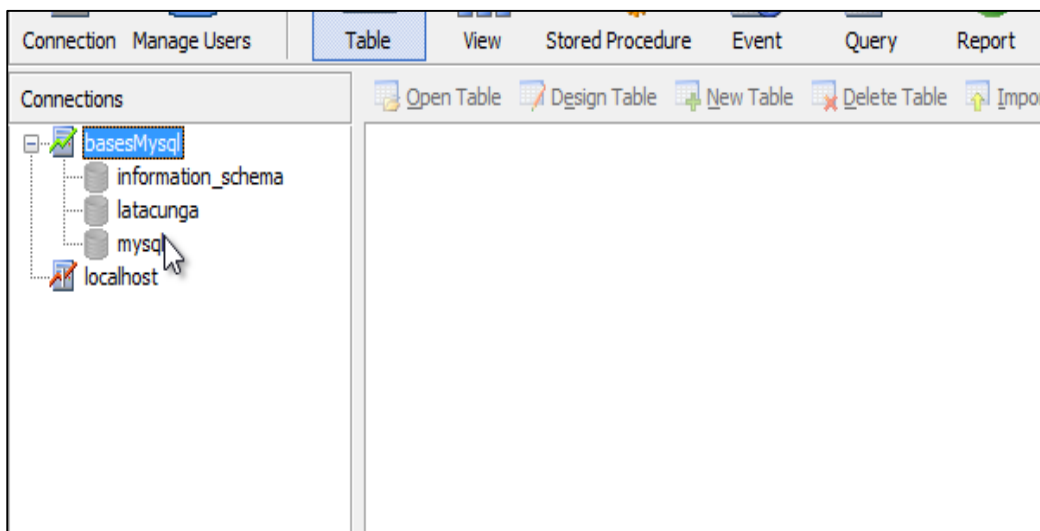 Connection Manage Users Table View Stored Procedure Event Query Report
Connections
Open Table Design Table New Table Delete Table Impo
basesMysql
information_schema
latacunga
mysql
localhost